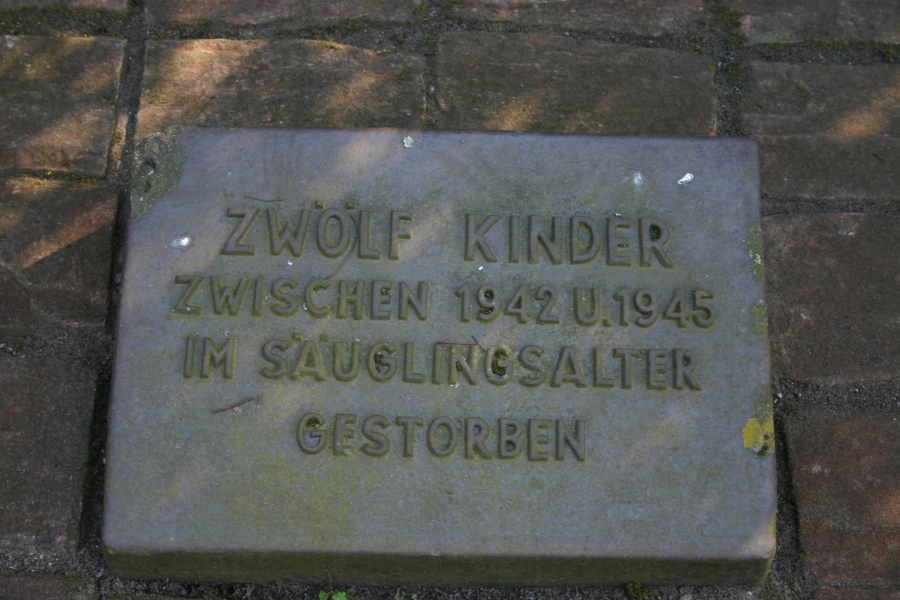 ZWÖLF KINDER
ZWISCHEN 1942 U. 1945
IM SÄUGLINGSALTER
GESTORBEN